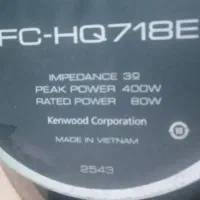 FC-HQ718E
IMPEDANCE 3Ω
PEAK POWER 400W
RATED POWER 80W
Kenwood Corporation
MADE IN VIETNAM
2543